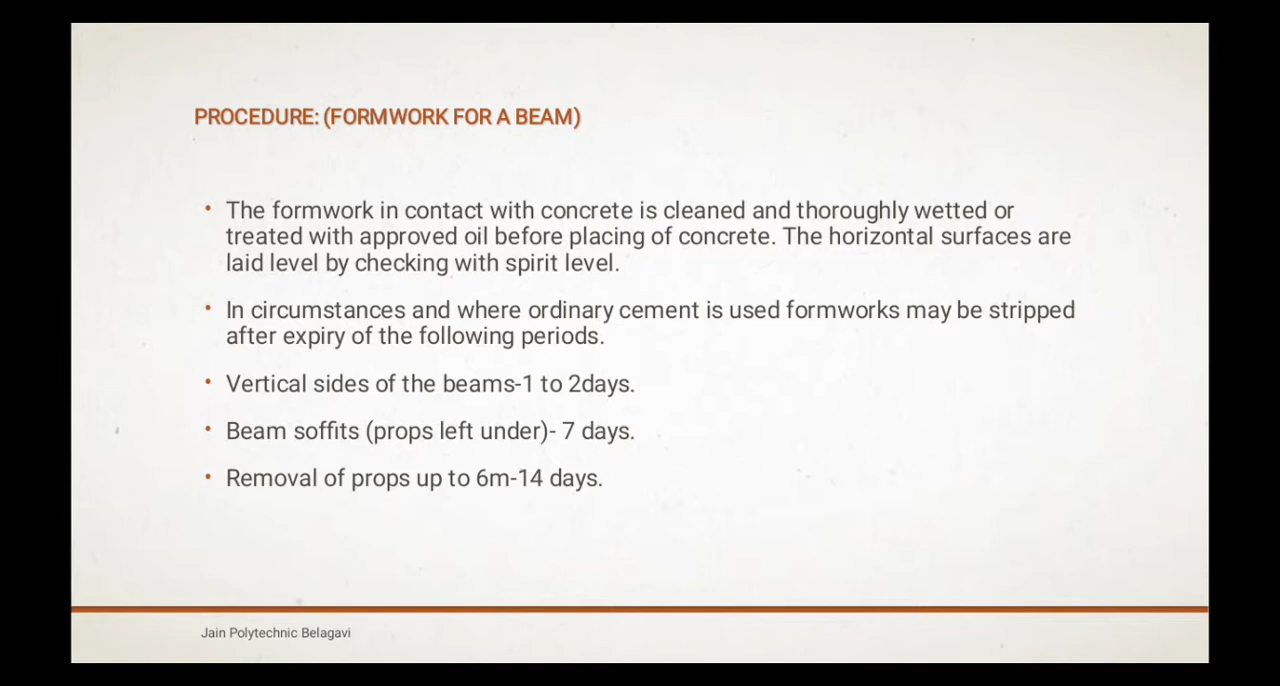 PROCEDURE: (FORMWORK FOR A BEAM)
• The formwork in contact with concrete is cleaned and thoroughly wetted or
treated with approved oil before placing of concrete. The horizontal surfaces are
laid level by checking with spirit level.
• In circumstances and where ordinary cement is used formworks may be stripped
after expiry of the following periods.
• Vertical sides of the beams-1 to 2days.
• Beam soffits (props left under)- 7 days.
• Removal of props up to 6m-14 days.
Jain Polytechnic Belagavi